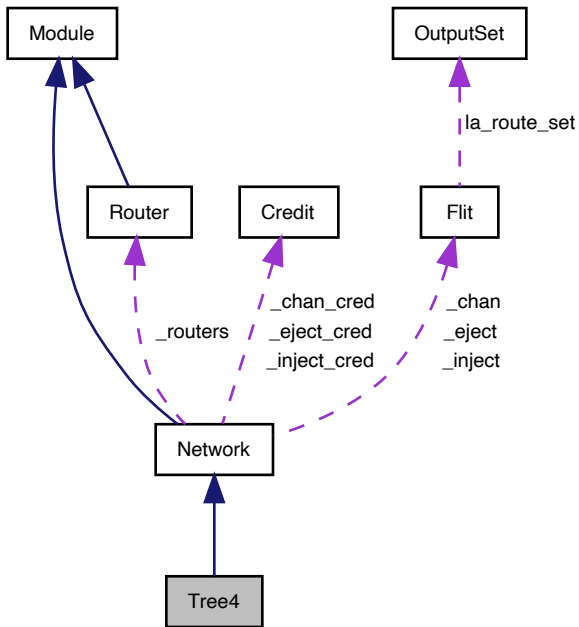 Module
OutputSet
la_route_set
Router
Credit
Flit
_routers
_chan_cred
_eject_cred
_inject_cred
_chan
_eject
_inject
Network
Tree4